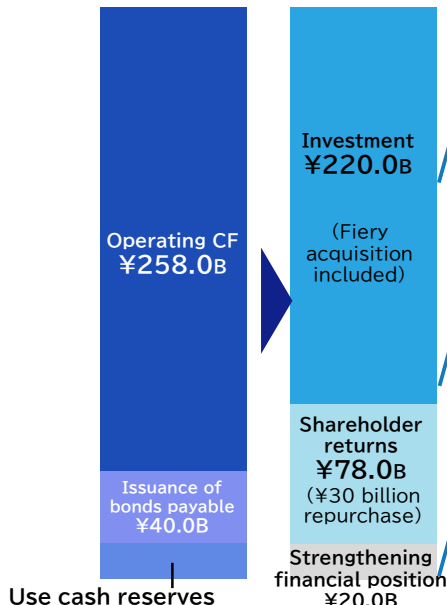 Operating CF
¥258.0B
Issuance of
bonds payable
¥40.0B
Use cash reserves
Investment
¥220.0B
(Fiery
acquisition
included)
Shareholder
returns
¥78.0B
(¥30 billion
repurchase)
Strengthening
financial position
¥20.0B